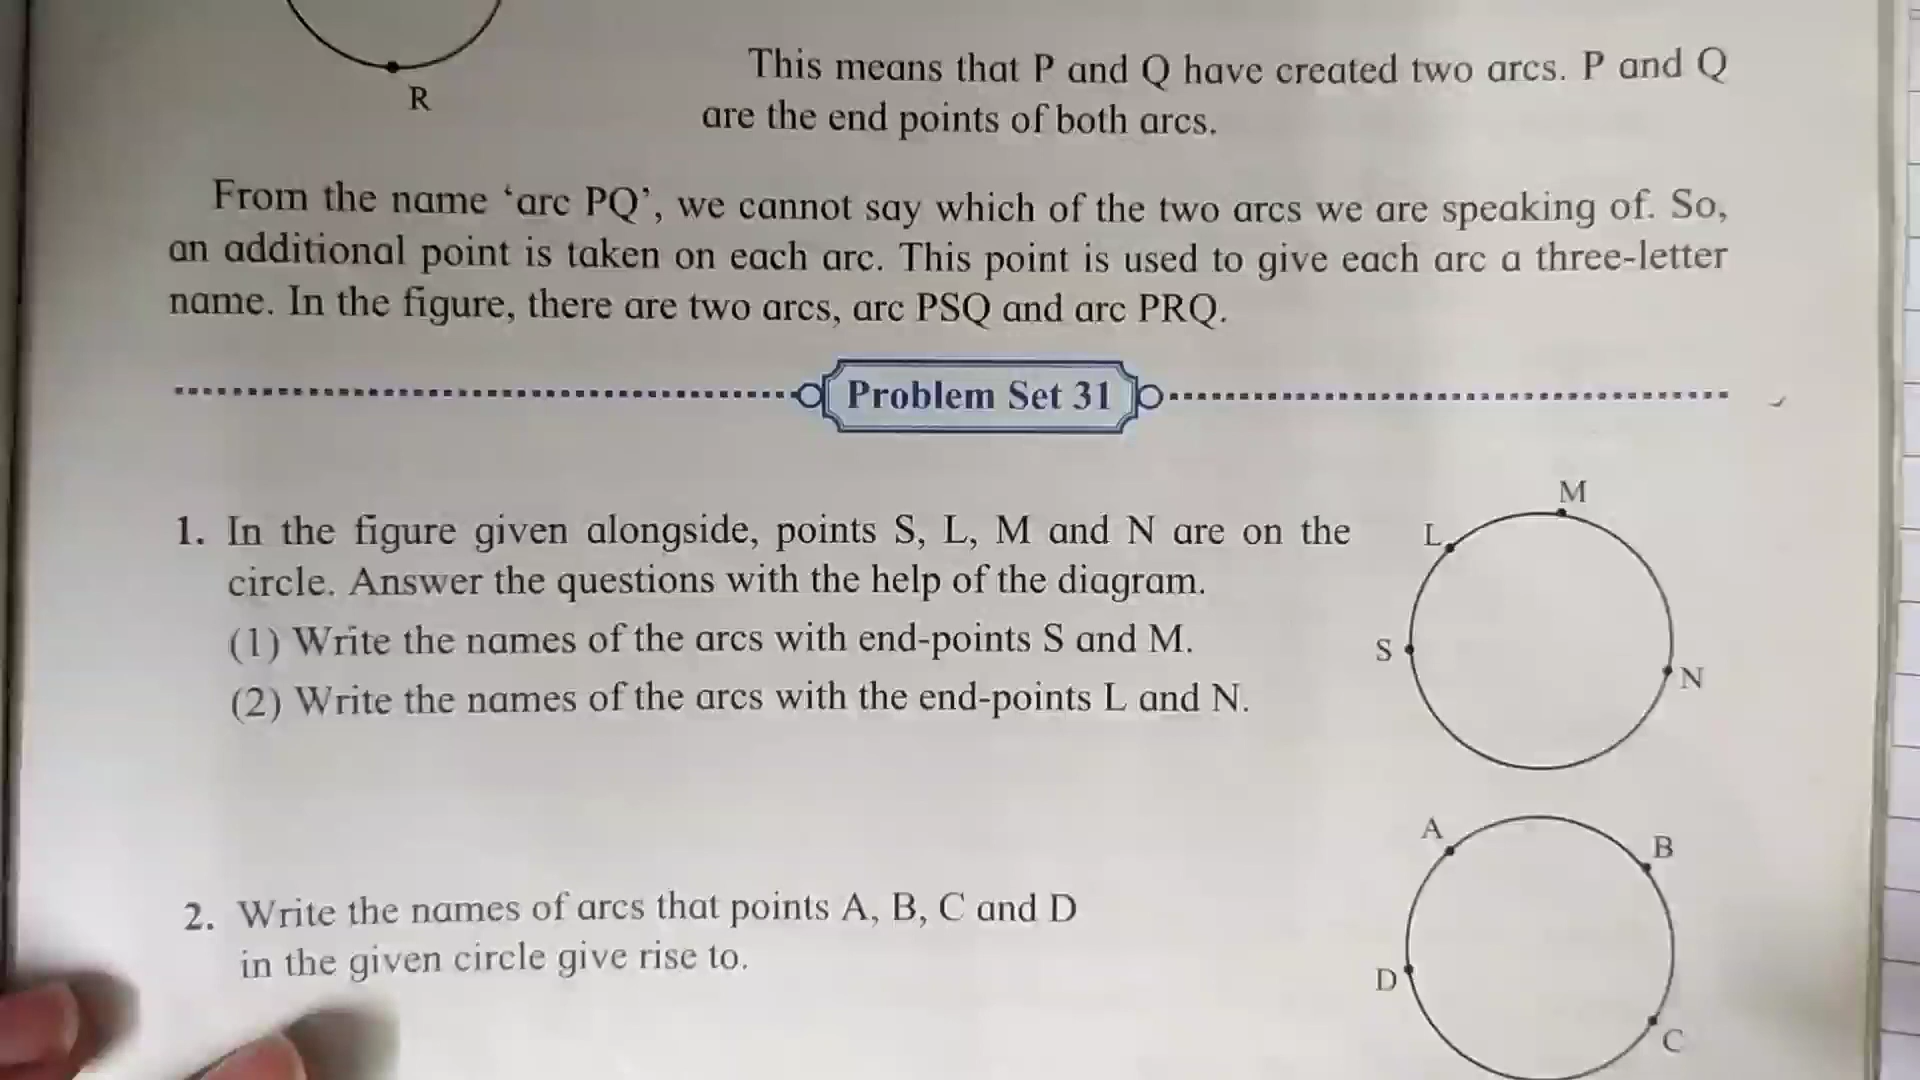 R
This means that P and Q have created two arcs. P and Q
are the end points of both arcs.
From the name ‘arc PQ’, we cannot say which of the two arcs we are speaking of. So,
an additional point is taken on each arc. This point is used to give each arc a three-letter
name. In the figure, there are two arcs, arc PSQ and arc PRQ.
Problem Set 31
1. In the figure given alongside, points S, L, M and N are on the
circle. Answer the questions with the help of the diagram.
(1) Write the names of the arcs with end-points S and M.
(2) Write the names of the arcs with the end-points L and N.
M
L
S
N
2. Write the names of arcs that points A, B, C and D
in the given circle give rise to.
A
B
D
C